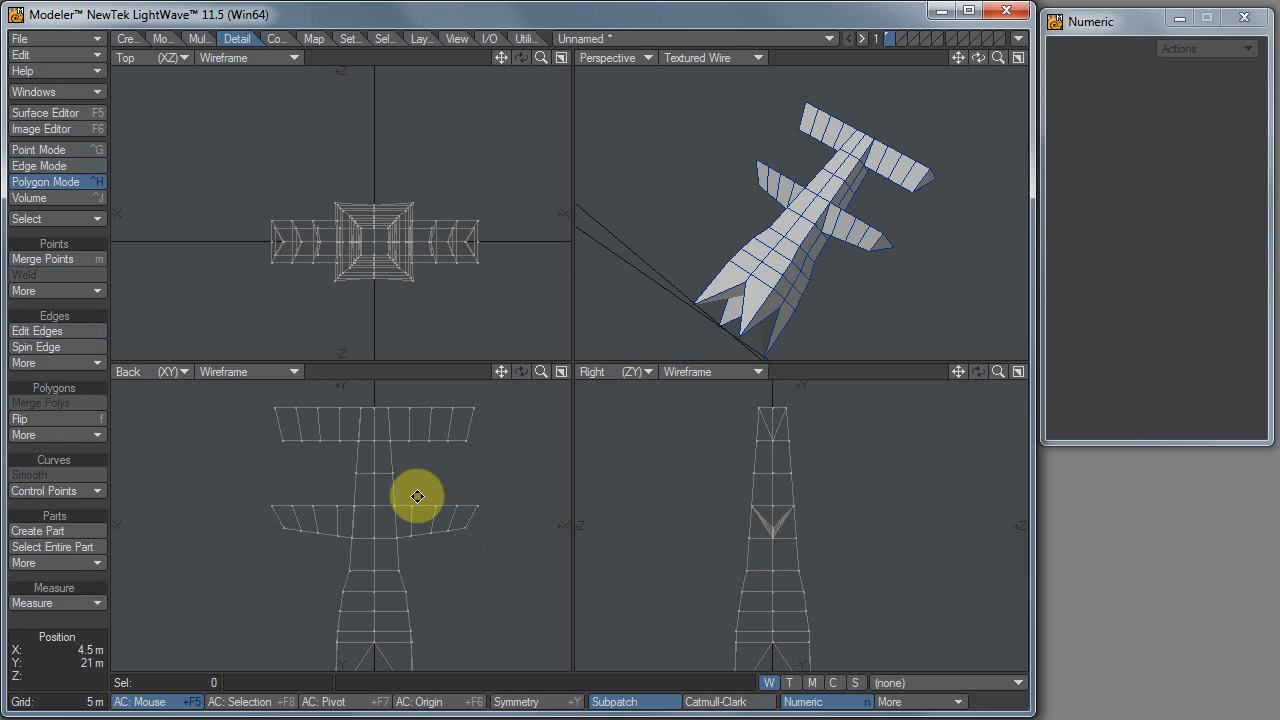 Modeler™ NewTek LightWave™ 11.5 (Win64)
Numeric
File
Cre... Mo... Mul... Detail Co... Map Set... Sel... Lay... View I/O Utili... Unnamed * 1
Actions
Edit
Help
Windows
Surface Editor F5
Image Editor F6
Point Mode ^G
Edge Mode
Polygon Mode ^H
Volume ^J
Select
Points
Merge Points m
Weld
More
Edges
Edit Edges
Spin Edge
More
Polygons
Merge Polys
Flip f
More
Curves
Smooth
Control Points
Parts
Create Part
Select Entire Part
More
Measure
Measure
Position
X: 4.5 m
Y: 21 m
Z:
Grid: 5 m
Top (XZ) Wireframe
+Z
-X
+X
-Z
Perspective Textured Wire
Back (XY) Wireframe
+Y
-X
+X
-Y
Right (ZY) Wireframe
+Y
-Z
+Z
-Y
Sel: 0
W T M C S (none)
AC: Mouse +F5 AC: Selection +F8 AC: Pivot +F7 AC: Origin +F6 Symmetry +Y Subpatch Catmull-Clark Numeric n More